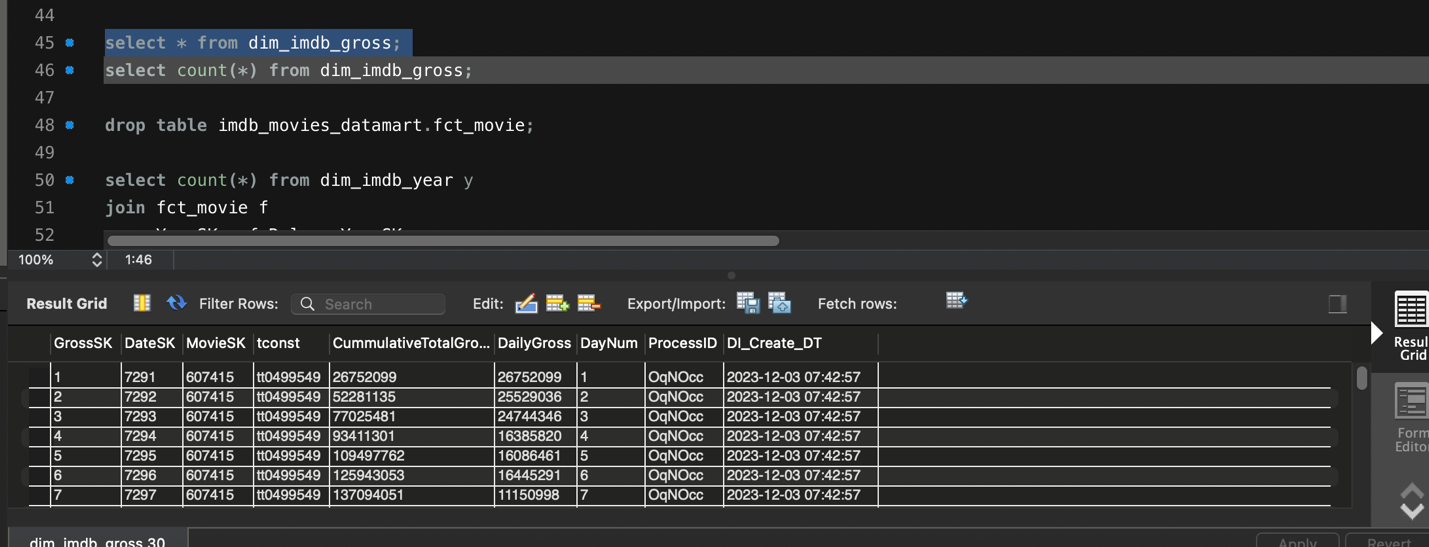 44
45 select * from dim_imdb_gross;
46 select count(*) from dim_imdb_gross;
47
48 drop table imdb_movies_datamart.fct_movie;
49
50 select count(*) from dim_imdb_year y
51 join fct_movie f
52
100% 1:46
Result Grid Filter Rows: Search Edit: Export/Import: Fetch rows:
GrossSK DateSK MovieSK tconst CummulativeTotalGro... DailyGross DayNum ProcessID DI_Create_DT
1 7291 607415 tt0499549 26752099 26752099 1 OqNOcc 2023-12-03 07:42:57
2 7292 607415 tt0499549 52281135 25529036 2 OqNOcc 2023-12-03 07:42:57
3 7293 607415 tt0499549 77025481 24744346 3 OqNOcc 2023-12-03 07:42:57
4 7294 607415 tt0499549 93411301 16385820 4 OqNOcc 2023-12-03 07:42:57
5 7295 607415 tt0499549 109497762 16086461 5 OqNOcc 2023-12-03 07:42:57
6 7296 607415 tt0499549 125943053 16445291 6 OqNOcc 2023-12-03 07:42:57
7 7297 607415 tt0499549 137094051 11150998 7 OqNOcc 2023-12-03 07:42:57
Resul
Grid
Form
Edito
dim_imdb_gross 30 Apply Revert